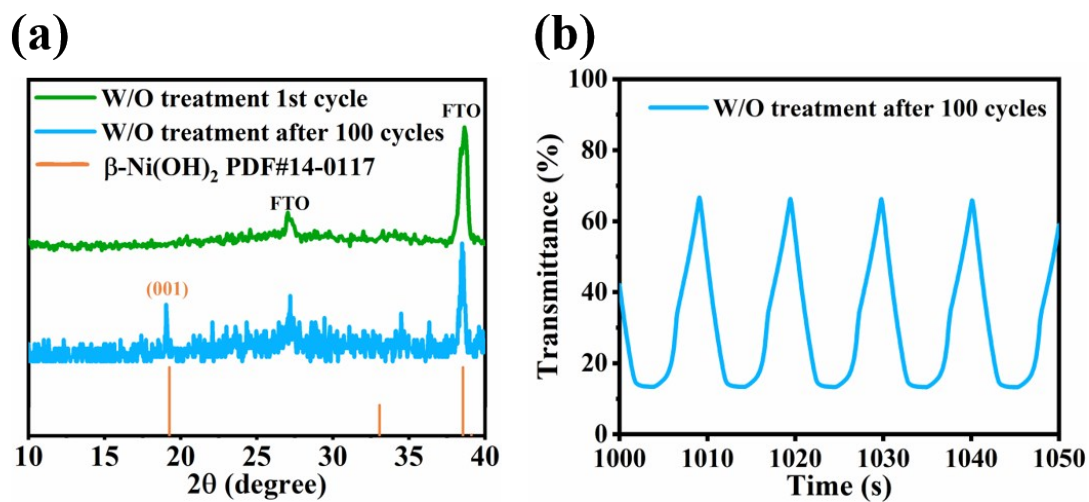 (a)
W/O treatment 1st cycle
W/O treatment after 100 cycles
β-Ni(OH)₂ PDF#14-0117
FTO
FTO
(001)
10 15 20 25 30 35 40
2θ (degree)
(b)
W/O treatment after 100 cycles
Transmittance (%)
100
80
60
40
20
0
1000 1010 1020 1030 1040 1050
Time (s)